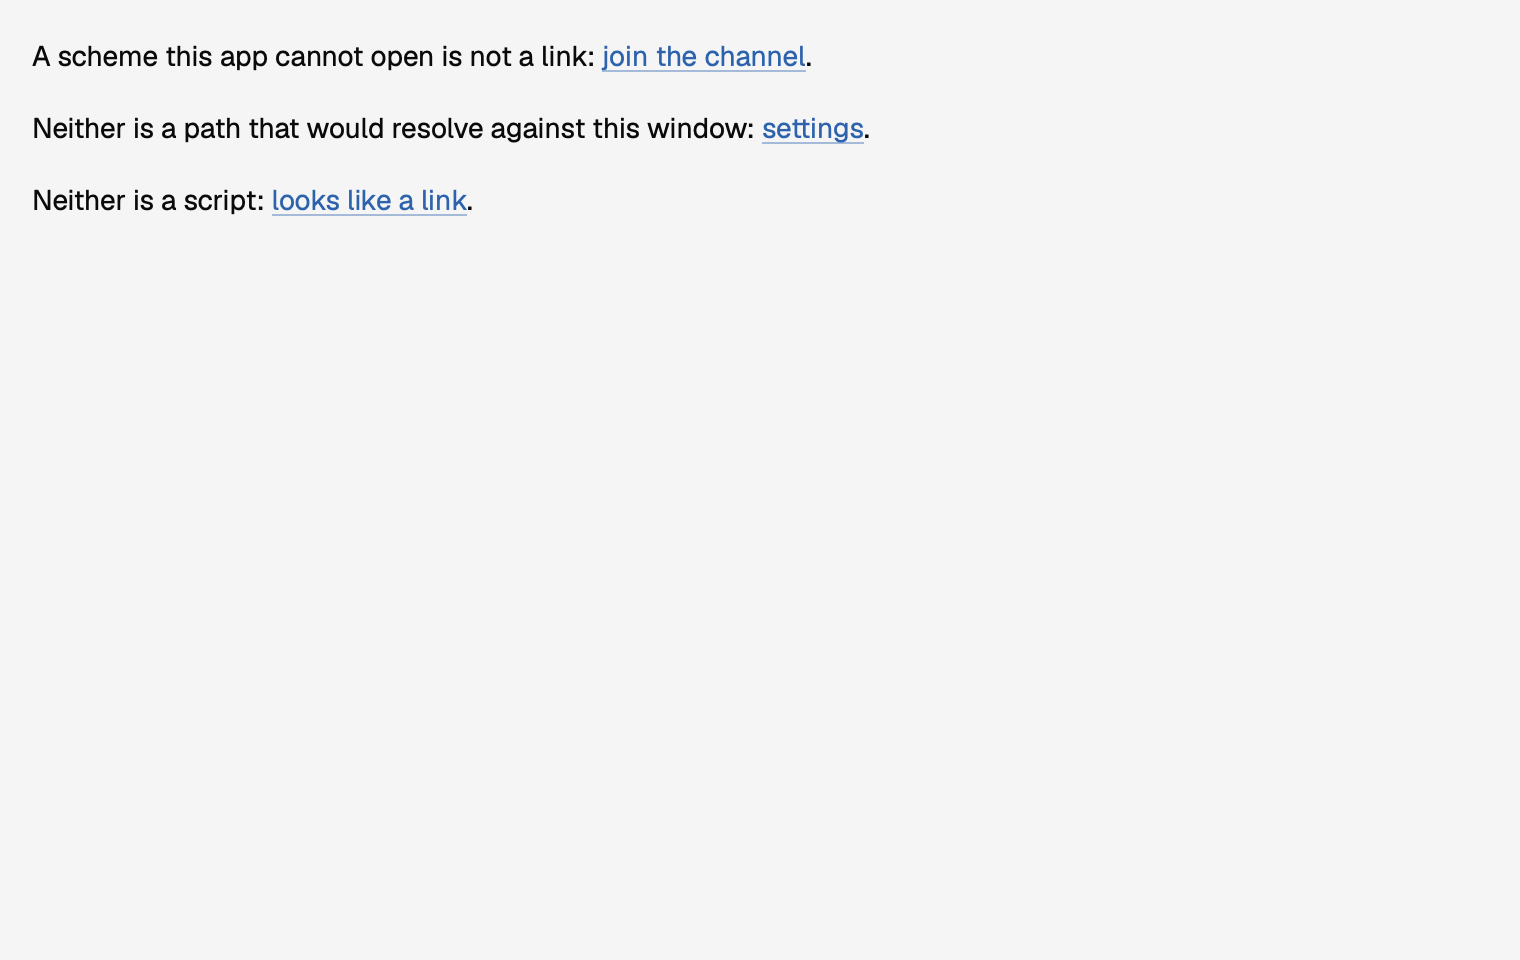 A scheme this app cannot open is not a link: join the channel.
Neither is a path that would resolve against this window: settings.
Neither is a script: looks like a link.